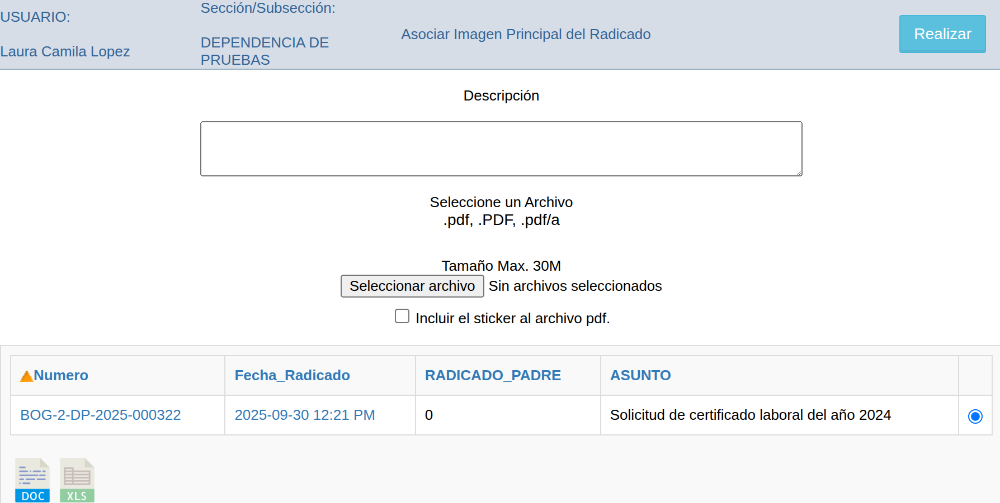 USUARIO:
Laura Camila Lopez
Sección/Subsección:
DEPENDENCIA DE
PRUEBAS
Asociar Imagen Principal del Radicado
Realizar
Descripción
Seleccione un Archivo
.pdf, .PDF, .pdf/a
Tamaño Max. 30M
Seleccionar archivo Sin archivos seleccionados
Incluir el sticker al archivo pdf.
Numero Fecha_Radicado RADICADO_PADRE ASUNTO
BOG-2-DP-2025-000322 2025-09-30 12:21 PM 0 Solicitud de certificado laboral del año 2024
DOC XLS